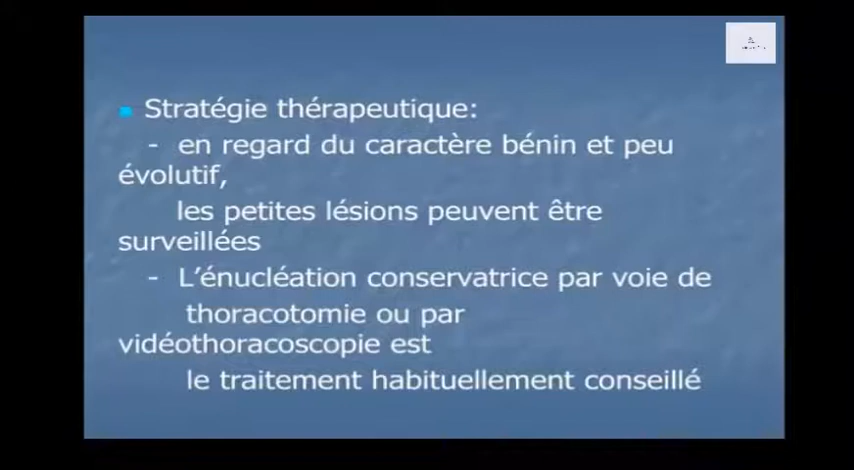 Stratégie thérapeutique:
- en regard du caractère bénin et peu
évolutif,
les petites lésions peuvent être
surveillées
- L'énucléation conservatrice par voie de
thoracotomie ou par
vidéothoracoscopie est
le traitement habituellement conseillé